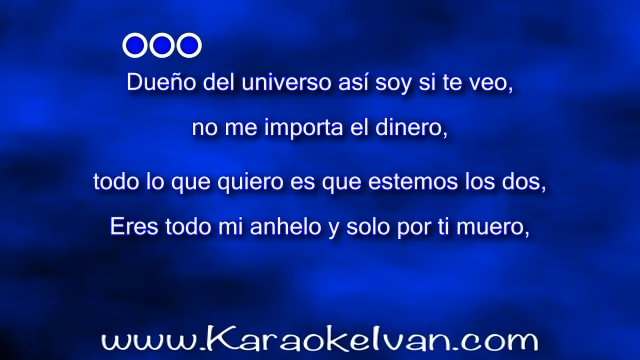 Dueño del universo así soy si te veo,
no me importa el dinero,
todo lo que quiero es que estemos los dos,
Eres todo mi anhelo y solo por ti muero,
www.KaraokeIvan.com